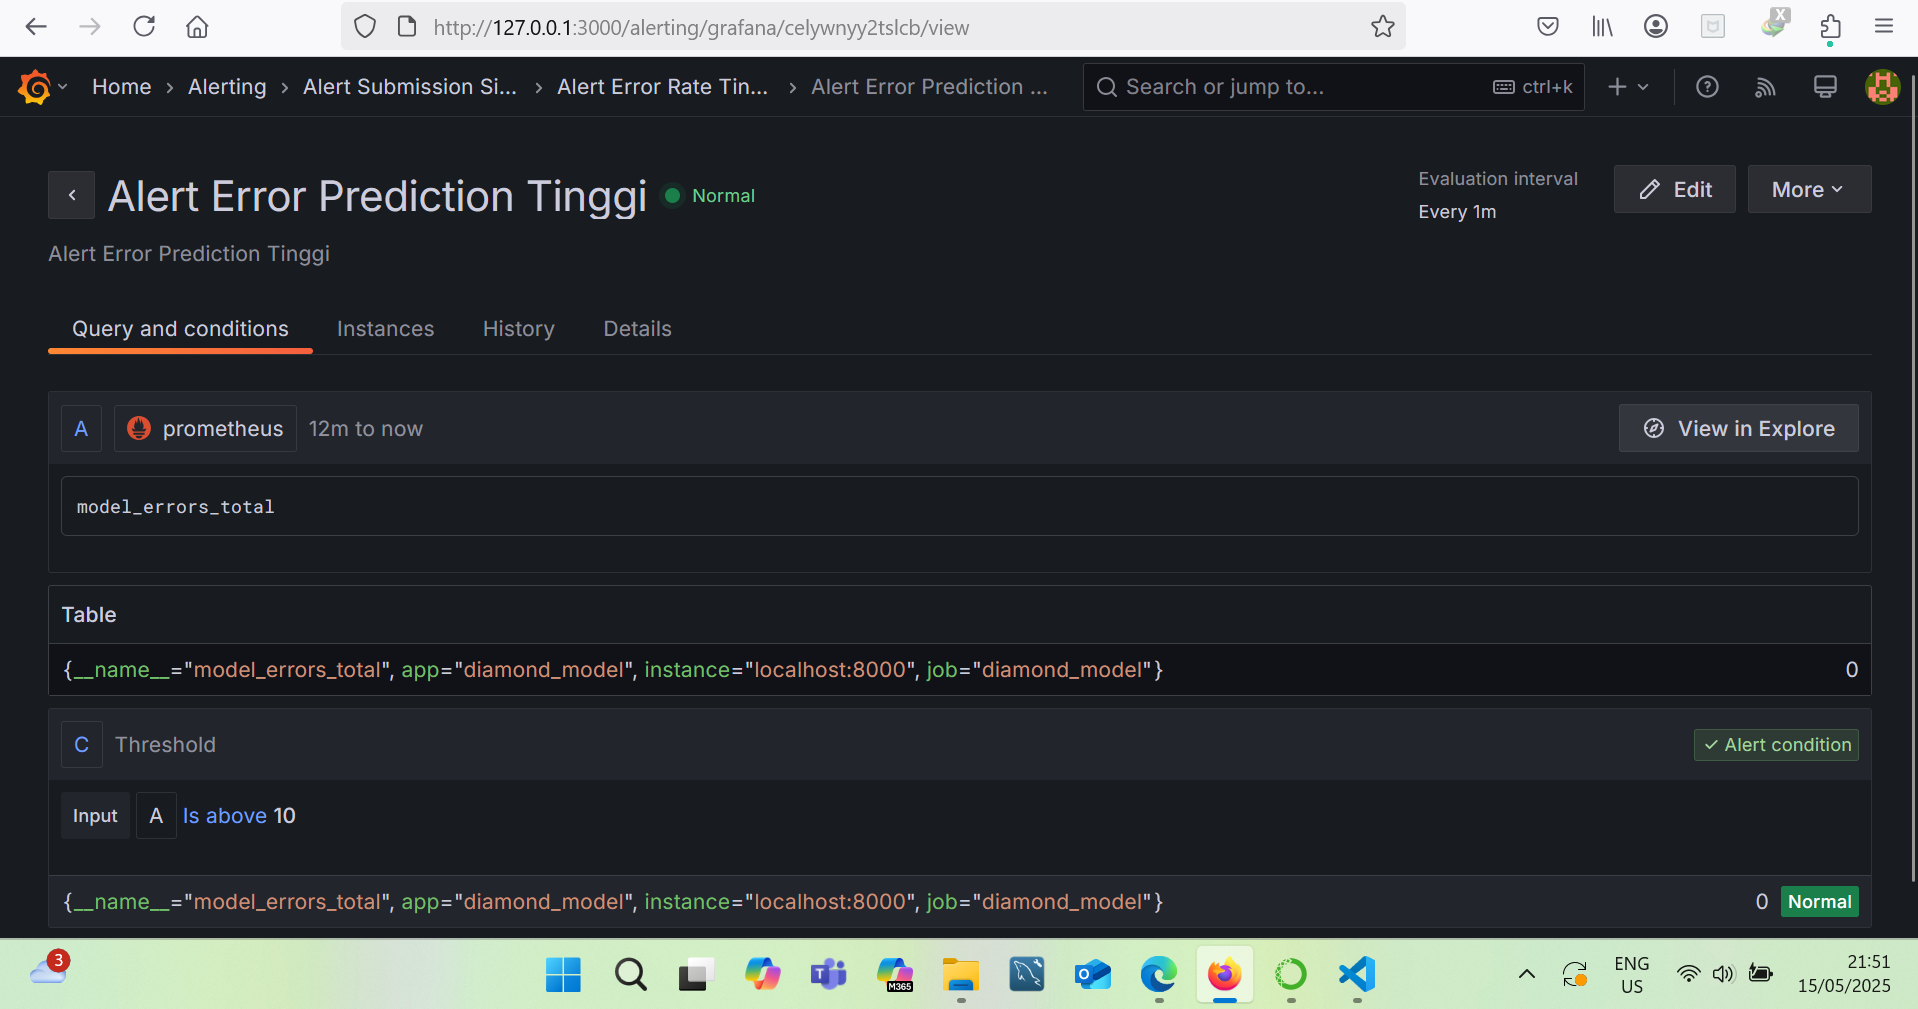 http://127.0.0.1:3000/alerting/grafana/celywnyy2tslcb/view
X
Home › Alerting › Alert Submission Si... › Alert Error Rate Tin... › Alert Error Prediction ...
Search or jump to... ctrl+k
Alert Error Prediction Tinggi Normal
Evaluation interval
Every 1m
Edit More
Alert Error Prediction Tinggi
Query and conditions Instances History Details
A prometheus 12m to now View in Explore
model_errors_total
Table
{__name__="model_errors_total", app="diamond_model", instance="localhost:8000", job="diamond_model"} 0
C Threshold Alert condition
Input A Is above 10
{__name__="model_errors_total", app="diamond_model", instance="localhost:8000", job="diamond_model"} 0 Normal
3
M365
ENG
US
21:51
15/05/2025